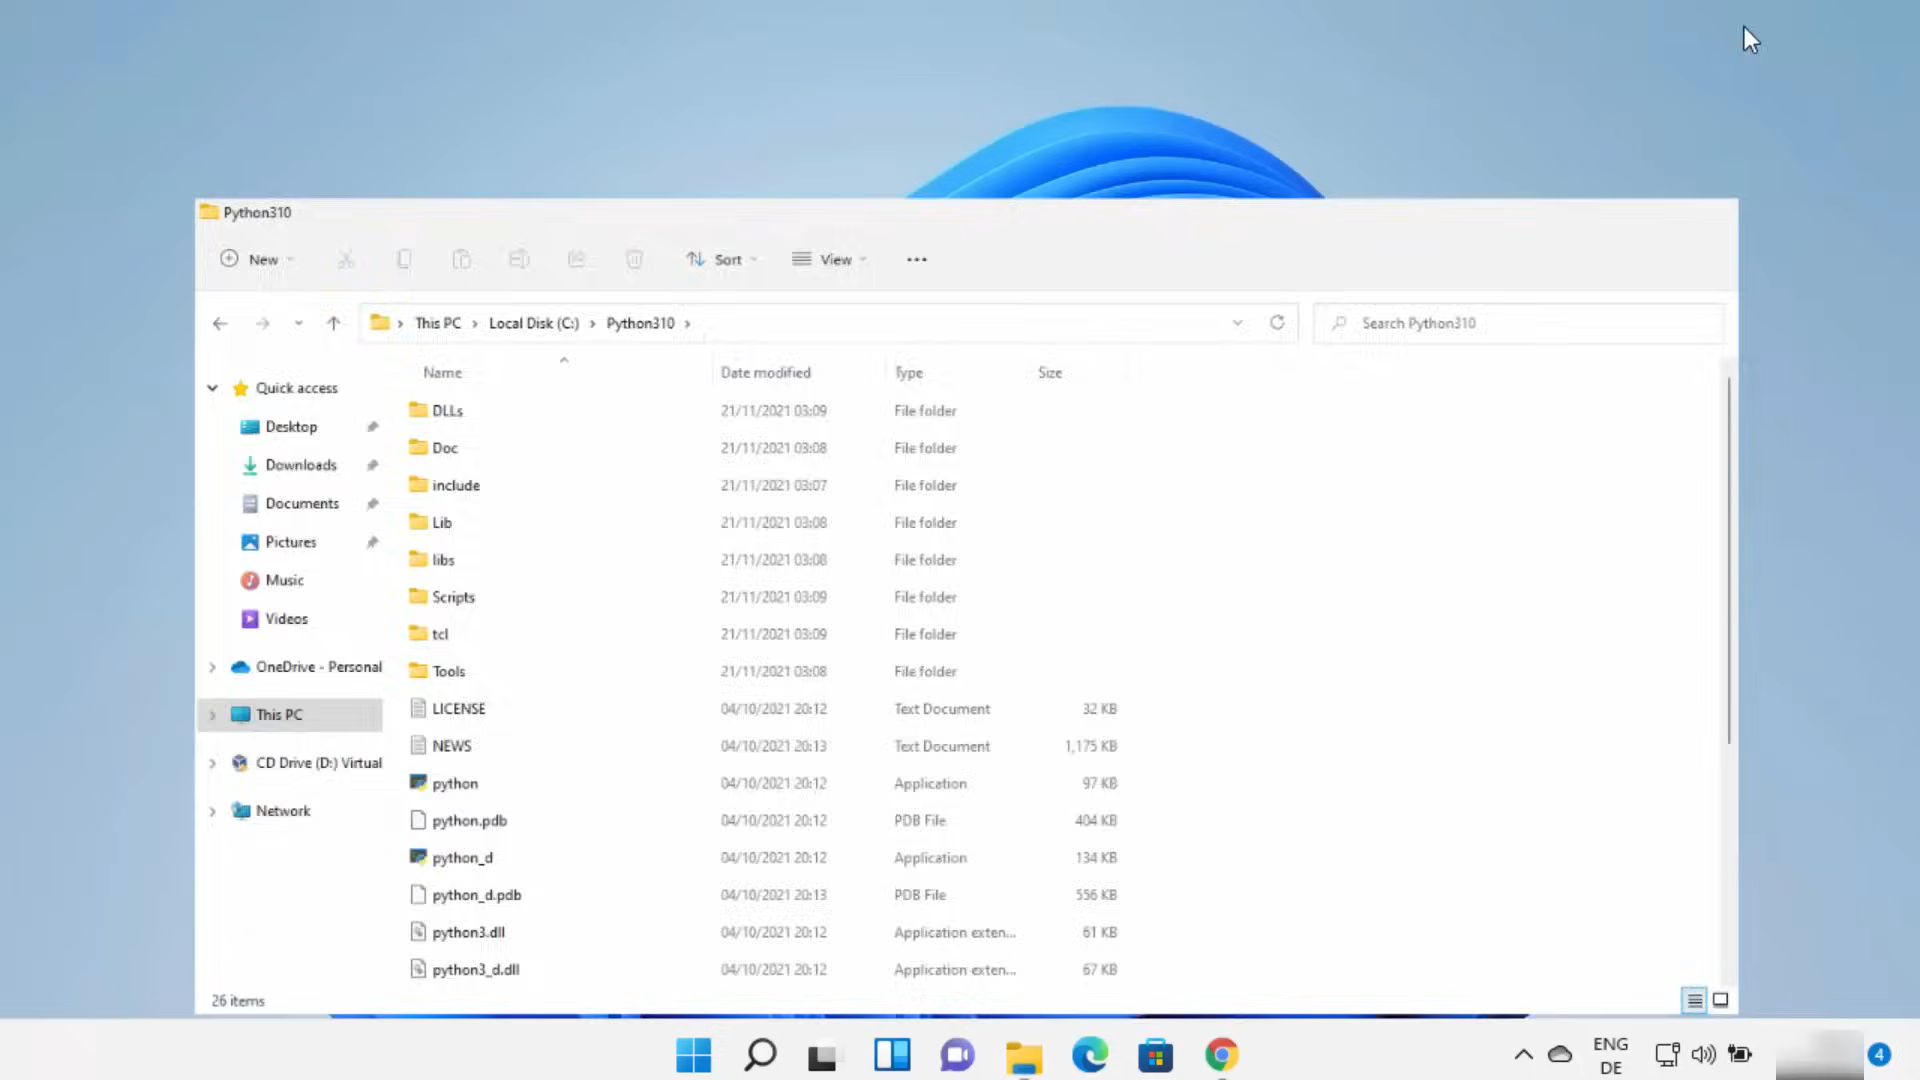 Python310
New Sort View
This PC Local Disk (C:) Python310 Search Python310
Name Date modified Type Size
Quick access
Desktop
Downloads
Documents
Pictures
Music
Videos
OneDrive - Personal
This PC
CD Drive (D:) Virtual
Network
DLLs 21/11/2021 03:09 File folder
Doc 21/11/2021 03:08 File folder
include 21/11/2021 03:07 File folder
Lib 21/11/2021 03:08 File folder
libs 21/11/2021 03:08 File folder
Scripts 21/11/2021 03:09 File folder
tcl 21/11/2021 03:09 File folder
Tools 21/11/2021 03:08 File folder
LICENSE 04/10/2021 20:12 Text Document 32 KB
NEWS 04/10/2021 20:13 Text Document 1,175 KB
python 04/10/2021 20:12 Application 97 KB
python.pdb 04/10/2021 20:12 PDB File 404 KB
python_d 04/10/2021 20:12 Application 134 KB
python_d.pdb 04/10/2021 20:13 PDB File 556 KB
python3.dll 04/10/2021 20:12 Application exten... 61 KB
python3_d.dll 04/10/2021 20:12 Application exten... 67 KB
26 items
ENG
DE
4